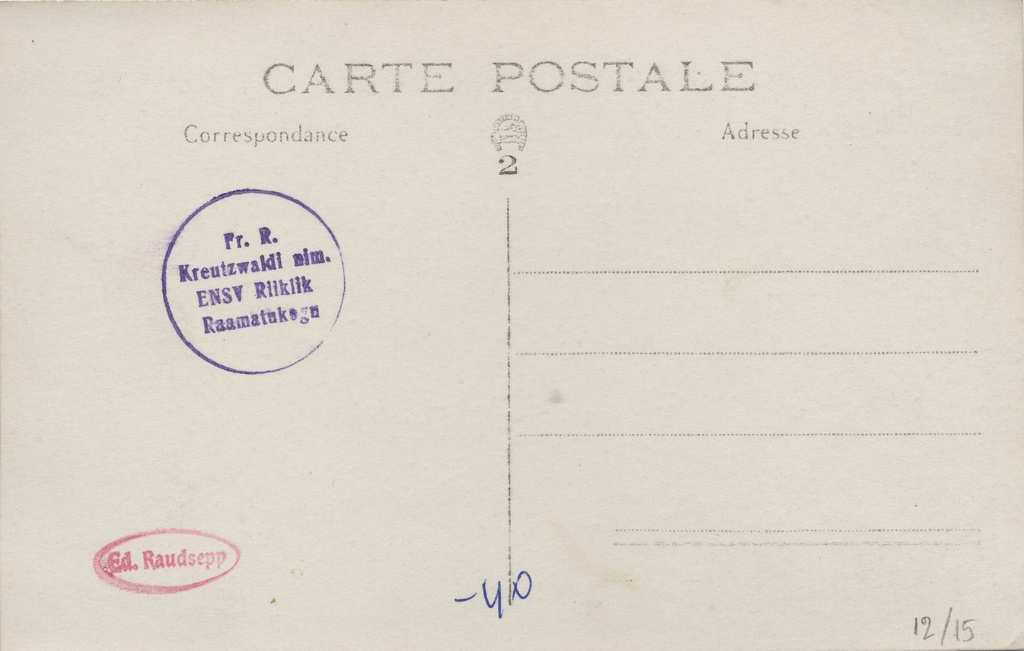 CARTE POSTALE
Correspondance
Adresse
2
Fr. R.
Kreutzwaldi nim.
ENSV Riiklik
Raamatukogu
Ed. Raudsepp
-40
12/15